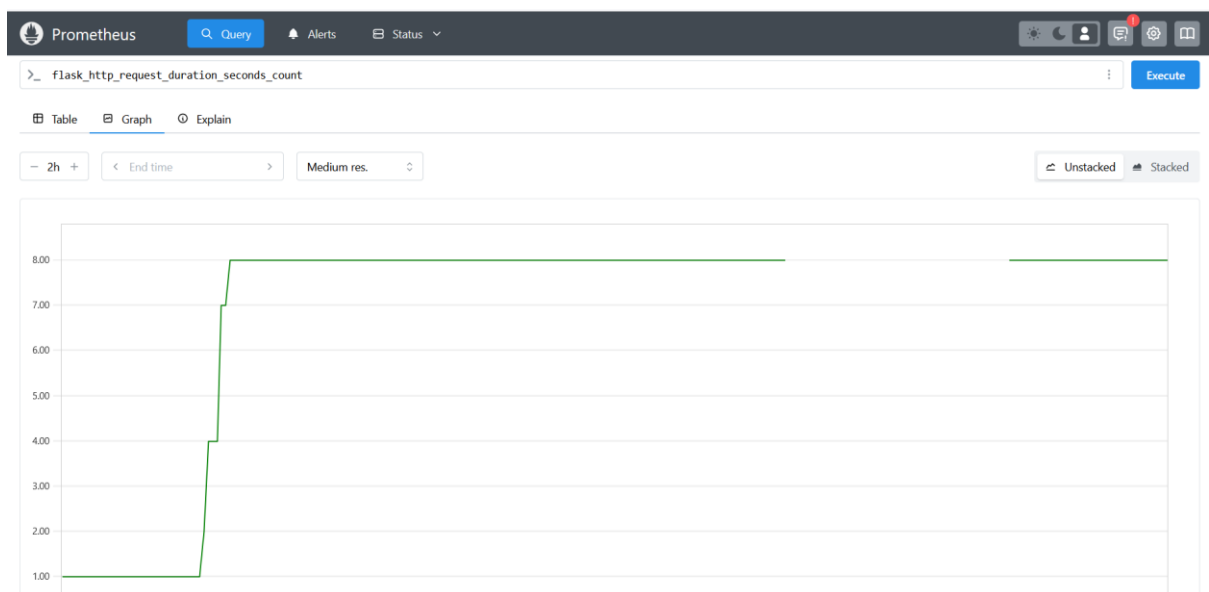 Prometheus Query Alerts Status
>_ flask_http_request_duration_seconds_count Execute
Table Graph Explain
− 2h + < End time > Medium res. Unstacked Stacked
8.00
7.00
6.00
5.00
4.00
3.00
2.00
1.00